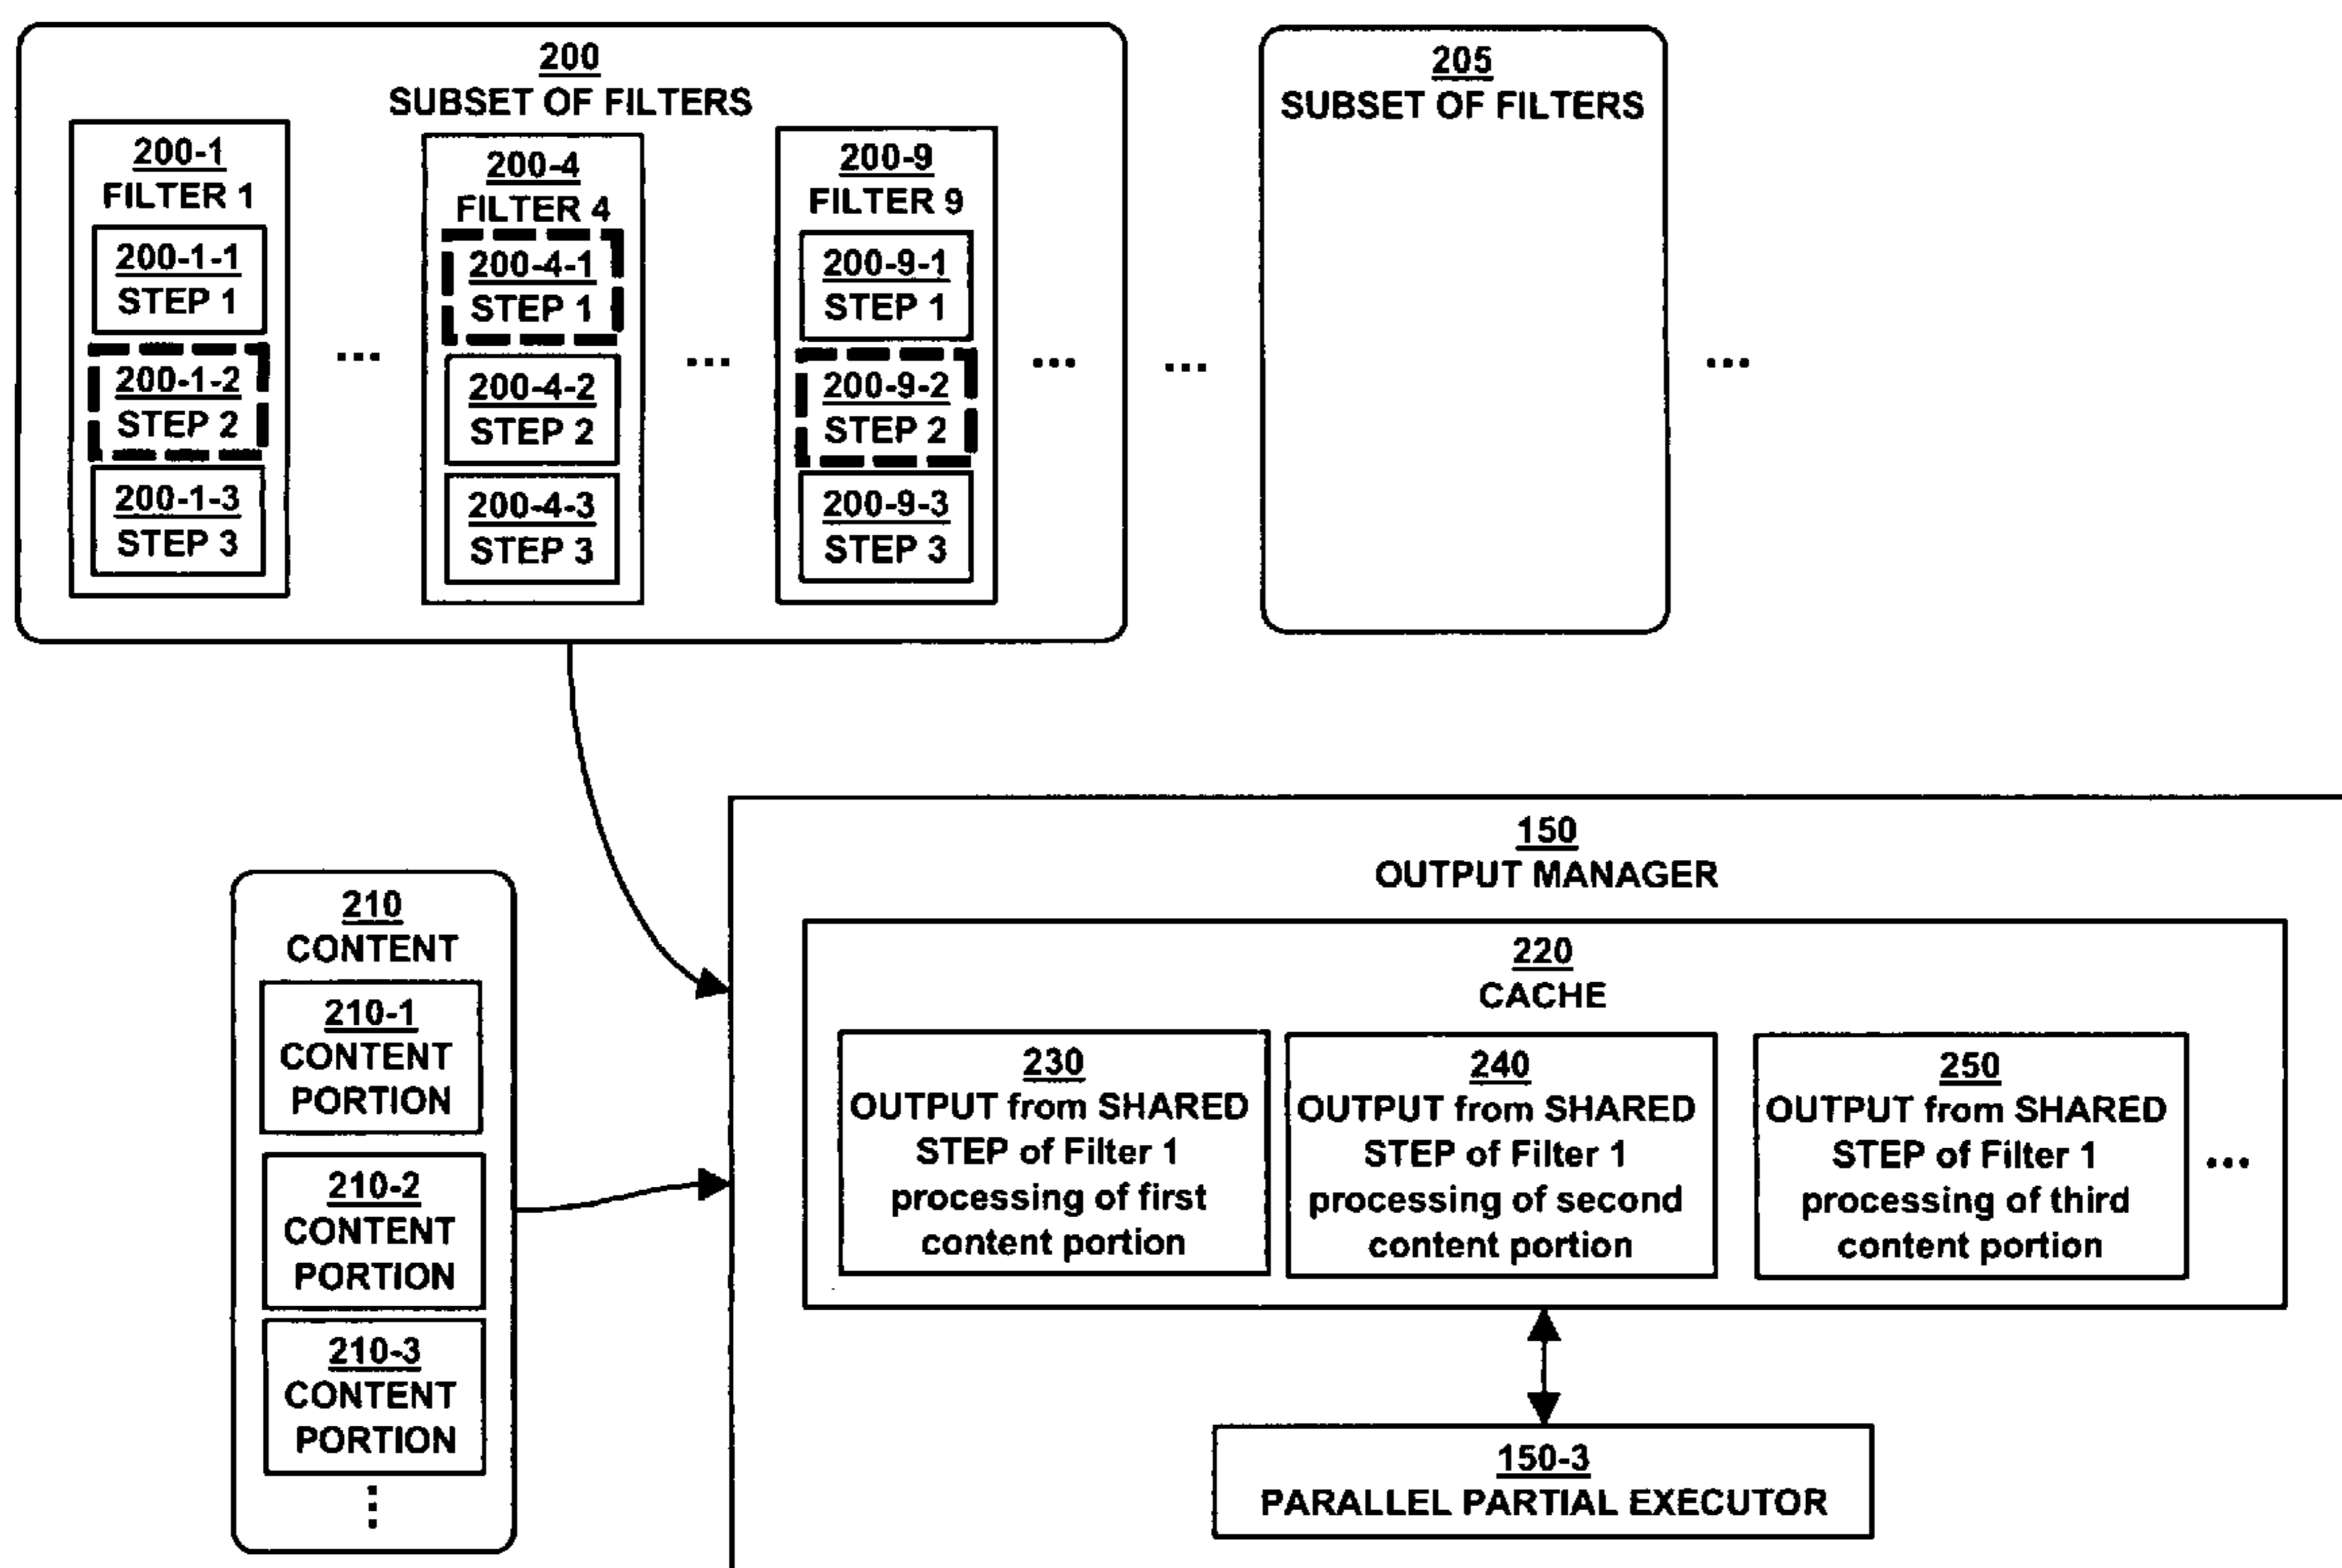 200
SUBSET OF FILTERS
200-1
FILTER 1
200-1-1
STEP 1
200-1-2
STEP 2
200-1-3
STEP 3
...
200-4
FILTER 4
200-4-1
STEP 1
200-4-2
STEP 2
200-4-3
STEP 3
...
200-9
FILTER 9
200-9-1
STEP 1
200-9-2
STEP 2
200-9-3
STEP 3
...
...
205
SUBSET OF FILTERS
...
210
CONTENT
210-1
CONTENT
PORTION
210-2
CONTENT
PORTION
210-3
CONTENT
PORTION
...
150
OUTPUT MANAGER
220
CACHE
230
OUTPUT from SHARED
STEP of Filter 1
processing of first
content portion
240
OUTPUT from SHARED
STEP of Filter 1
processing of second
content portion
250
OUTPUT from SHARED
STEP of Filter 1
processing of third
content portion
...
150-3
PARALLEL PARTIAL EXECUTOR